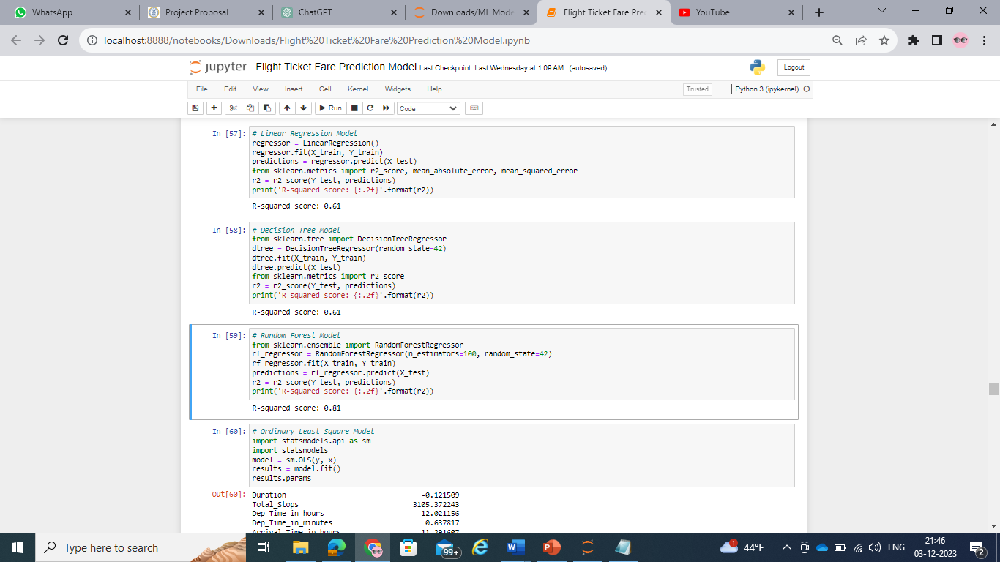 WhatsApp
Project Proposal
ChatGPT
Downloads/ML Mode
Flight Ticket Fare Pred
YouTube
localhost:8888/notebooks/Downloads/Flight%20Ticket%20Fare%20Prediction%20Model.ipynb
jupyter Flight Ticket Fare Prediction Model Last Checkpoint: Last Wednesday at 1:09 AM (autosaved)
Logout
File Edit View Insert Cell Kernel Widgets Help
Trusted
Python 3 (ipykernel)
Run
Code
In [57]:
# Linear Regression Model
regressor = LinearRegression()
regressor.fit(X_train, Y_train)
predictions = regressor.predict(X_test)
from sklearn.metrics import r2_score, mean_absolute_error, mean_squared_error
r2 = r2_score(Y_test, predictions)
print('R-squared score: {:.2f}'.format(r2))
R-squared score: 0.61
In [58]:
# Decision Tree Model
from sklearn.tree import DecisionTreeRegressor
dtree = DecisionTreeRegressor(random_state=42)
dtree.fit(X_train, Y_train)
dtree.predict(X_test)
from sklearn.metrics import r2_score
r2 = r2_score(Y_test, predictions)
print('R-squared score: {:.2f}'.format(r2))
R-squared score: 0.61
In [59]:
# Random Forest Model
from sklearn.ensemble import RandomForestRegressor
rf_regressor = RandomForestRegressor(n_estimators=100, random_state=42)
rf_regressor.fit(X_train, Y_train)
predictions = rf_regressor.predict(X_test)
r2 = r2_score(Y_test, predictions)
print('R-squared score: {:.2f}'.format(r2))
R-squared score: 0.81
In [60]:
# Ordinary Least Square Model
import statsmodels.api as sm
import statsmodels
model = sm.OLS(y, x)
results = model.fit()
results.params
Out[60]:
Duration -0.121509
Total_Stops 3105.372243
Dep_Time_in_hours 12.021156
Dep_Time_in_minutes 0.637817
Arrival_Time_in_hours 11.291607
Type here to search
99+
1
44°F
ENG
21:46
03-12-2023
2